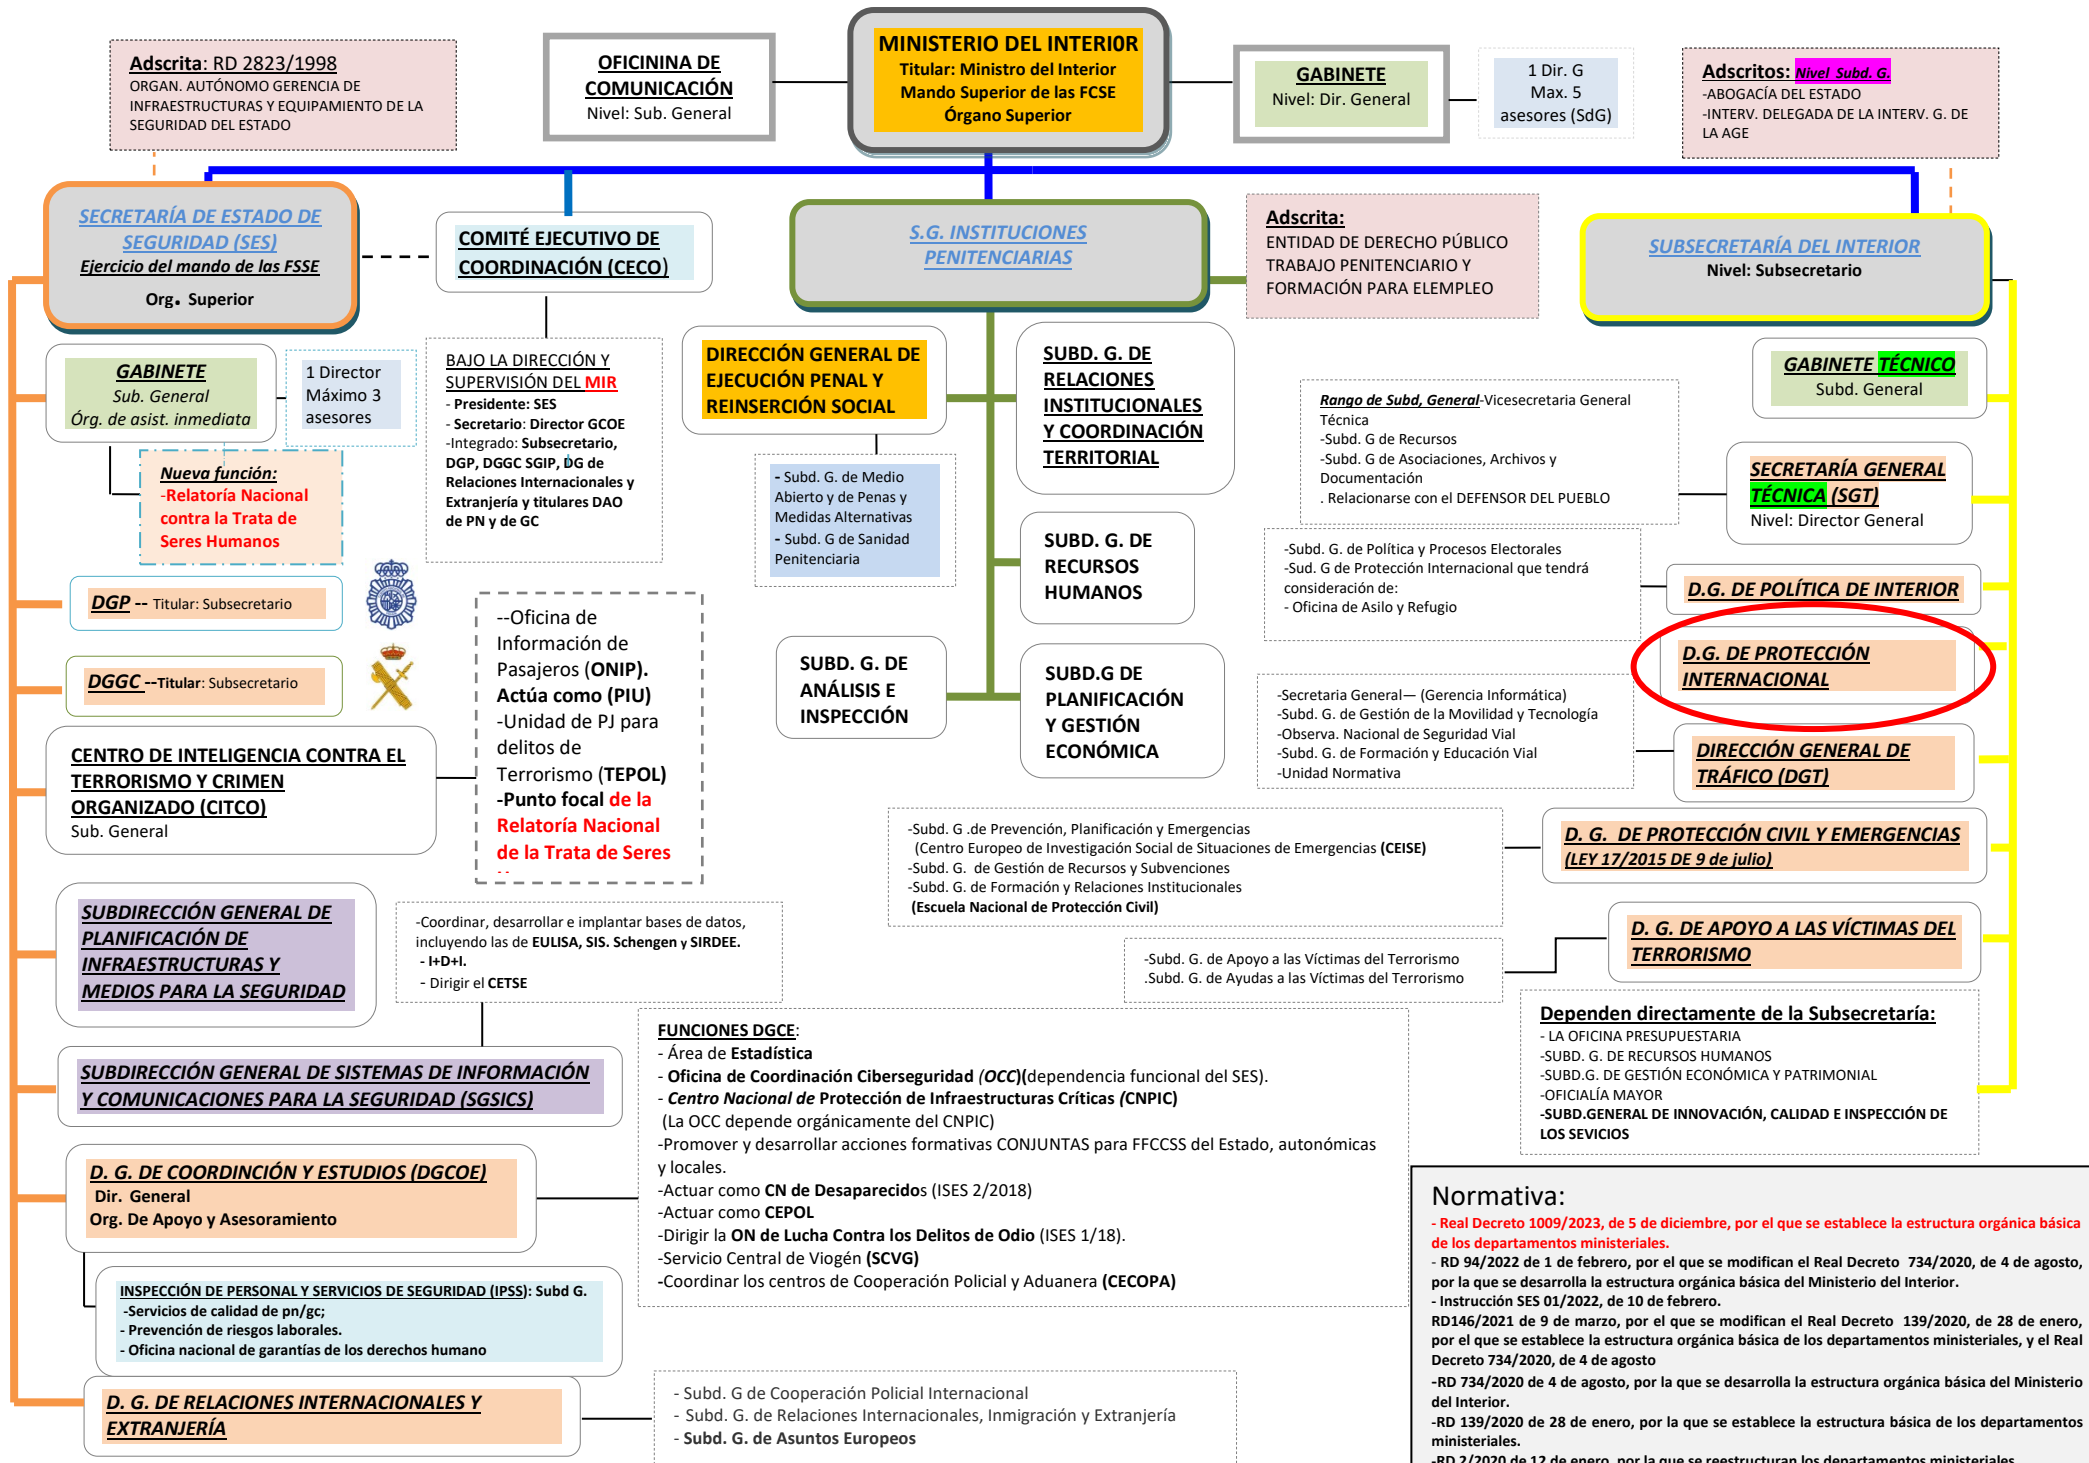 Adscrita: RD 2823/1998
ORGAN. AUTÓNOMO GERENCIA DE
INFRAESTRUCTURAS Y EQUIPAMIENTO DE LA
SEGURIDAD DEL ESTADO
OFICININA DE
COMUNICACIÓN
Nivel: Sub. General
MINISTERIO DEL INTERI0R
Titular: Ministro del Interior
Mando Superior de las FCSE
Órgano Superior
GABINETE
Nivel: Dir. General
1 Dir. G
Max. 5
asesores (SdG)
Adscritos: Nivel Subd. G.
-ABOGACÍA DEL ESTADO
-INTERV. DELEGADA DE LA INTERV. G. DE
LA AGE
SECRETARÍA DE ESTADO DE
SEGURIDAD (SES)
Ejercicio del mando de las FSSE
Org. Superior
COMITÉ EJECUTIVO DE
COORDINACIÓN (CECO)
S.G. INSTITUCIONES
PENITENCIARIAS
Adscrita:
ENTIDAD DE DERECHO PÚBLICO
TRABAJO PENITENCIARIO Y
FORMACIÓN PARA ELEMPLEO
SUBSECRETARÍA DEL INTERIOR
Nivel: Subsecretario
GABINETE
Sub. General
Órg. de asist. inmediata
1 Director
Máximo 3
asesores
Nueva función:
-Relatoría Nacional
contra la Trata de
Seres Humanos
BAJO LA DIRECCIÓN Y
SUPERVISIÓN DEL MIR
- Presidente: SES
- Secretario: Director GCOE
-Integrado: Subsecretario,
DGP, DGGC SGIP, DG de
Relaciones Internacionales y
Extranjería y titulares DAO
de PN y de GC
DIRECCIÓN GENERAL DE
EJECUCIÓN PENAL Y
REINSERCIÓN SOCIAL
- Subd. G. de Medio
Abierto y de Penas y
Medidas Alternativas
- Subd. G de Sanidad
Penitenciaria
SUBD. G. DE
RELACIONES
INSTITUCIONALES
Y COORDINACIÓN
TERRITORIAL
SUBD. G. DE
RECURSOS
HUMANOS
SUBD. G. DE
ANÁLISIS E
INSPECCIÓN
SUBD.G DE
PLANIFICACIÓN
Y GESTIÓN
ECONÓMICA
GABINETE TÉCNICO
Subd. General
Rango de Subd, General-Vicesecretaria General
Técnica
-Subd. G de Recursos
-Subd. G de Asociaciones, Archivos y
Documentación
. Relacionarse con el DEFENSOR DEL PUEBLO
SECRETARÍA GENERAL
TÉCNICA (SGT)
Nivel: Director General
-Subd. G. de Política y Procesos Electorales
-Sud. G de Protección Internacional que tendrá
consideración de:
- Oficina de Asilo y Refugio
D.G. DE POLÍTICA DE INTERIOR
D.G. DE PROTECCIÓN
INTERNACIONAL
-Secretaria General— (Gerencia Informática)
-Subd. G. de Gestión de la Movilidad y Tecnología
-Observa. Nacional de Seguridad Vial
-Subd. G. de Formación y Educación Vial
-Unidad Normativa
DIRECCIÓN GENERAL DE
TRÁFICO (DGT)
DGP -- Titular: Subsecretario
DGGC --Titular: Subsecretario
CENTRO DE INTELIGENCIA CONTRA EL
TERRORISMO Y CRIMEN
ORGANIZADO (CITCO)
Sub. General
--Oficina de
Información de
Pasajeros (ONIP).
Actúa como (PIU)
-Unidad de PJ para
delitos de
Terrorismo (TEPOL)
-Punto focal de la
Relatoría Nacional
de la Trata de Seres
-Subd. G .de Prevención, Planificación y Emergencias
(Centro Europeo de Investigación Social de Situaciones de Emergencias (CEISE)
-Subd. G. de Gestión de Recursos y Subvenciones
-Subd. G. de Formación y Relaciones Institucionales
(Escuela Nacional de Protección Civil)
D. G. DE PROTECCIÓN CIVIL Y EMERGENCIAS
(LEY 17/2015 DE 9 de julio)
-Subd. G. de Apoyo a las Víctimas del Terrorismo
.Subd. G. de Ayudas a las Víctimas del Terrorismo
D. G. DE APOYO A LAS VÍCTIMAS DEL
TERRORISMO
Dependen directamente de la Subsecretaría:
- LA OFICINA PRESUPUESTARIA
-SUBD. G. DE RECURSOS HUMANOS
-SUBD.G. DE GESTIÓN ECONÓMICA Y PATRIMONIAL
-OFICIALÍA MAYOR
-SUBD.GENERAL DE INNOVACIÓN, CALIDAD E INSPECCIÓN DE
LOS SEVICIOS
SUBDIRECCIÓN GENERAL DE
PLANIFICACIÓN DE
INFRAESTRUCTURAS Y
MEDIOS PARA LA SEGURIDAD
-Coordinar, desarrollar e implantar bases de datos,
incluyendo las de EULISA, SIS. Schengen y SIRDEE.
- I+D+I.
- Dirigir el CETSE
SUBDIRECCIÓN GENERAL DE SISTEMAS DE INFORMACIÓN
Y COMUNICACIONES PARA LA SEGURIDAD (SGSICS)
FUNCIONES DGCE:
- Área de Estadística
- Oficina de Coordinación Ciberseguridad (OCC)(dependencia funcional del SES).
- Centro Nacional de Protección de Infraestructuras Críticas (CNPIC)
(La OCC depende orgánicamente del CNPIC)
-Promover y desarrollar acciones formativas CONJUNTAS para FFCCSS del Estado, autonómicas
y locales.
-Actuar como CN de Desaparecidos (ISES 2/2018)
-Actuar como CEPOL
-Dirigir la ON de Lucha Contra los Delitos de Odio (ISES 1/18).
-Servicio Central de Viogén (SCVG)
-Coordinar los centros de Cooperación Policial y Aduanera (CECOPA)
D. G. DE COORDINCIÓN Y ESTUDIOS (DGCOE)
Dir. General
Org. De Apoyo y Asesoramiento
INSPECCIÓN DE PERSONAL Y SERVICIOS DE SEGURIDAD (IPSS): Subd G.
-Servicios de calidad de pn/gc;
- Prevención de riesgos laborales.
- Oficina nacional de garantías de los derechos humano
D. G. DE RELACIONES INTERNACIONALES Y
EXTRANJERÍA
- Subd. G de Cooperación Policial Internacional
- Subd. G. de Relaciones Internacionales, Inmigración y Extranjería
- Subd. G. de Asuntos Europeos
Normativa:
- Real Decreto 1009/2023, de 5 de diciembre, por el que se establece la estructura orgánica básica
de los departamentos ministeriales.
- RD 94/2022 de 1 de febrero, por el que se modifican el Real Decreto 734/2020, de 4 de agosto,
por la que se desarrolla la estructura orgánica básica del Ministerio del Interior.
- Instrucción SES 01/2022, de 10 de febrero.
RD146/2021 de 9 de marzo, por el que se modifican el Real Decreto 139/2020, de 28 de enero,
por el que se establece la estructura orgánica básica de los departamentos ministeriales, y el Real
Decreto 734/2020, de 4 de agosto
-RD 734/2020 de 4 de agosto, por la que se desarrolla la estructura orgánica básica del Ministerio
del Interior.
-RD 139/2020 de 28 de enero, por la que se establece la estructura básica de los departamentos
ministeriales.
-RD 2/2020 de 12 de enero, por la que se reestructuran los departamentos ministeriales